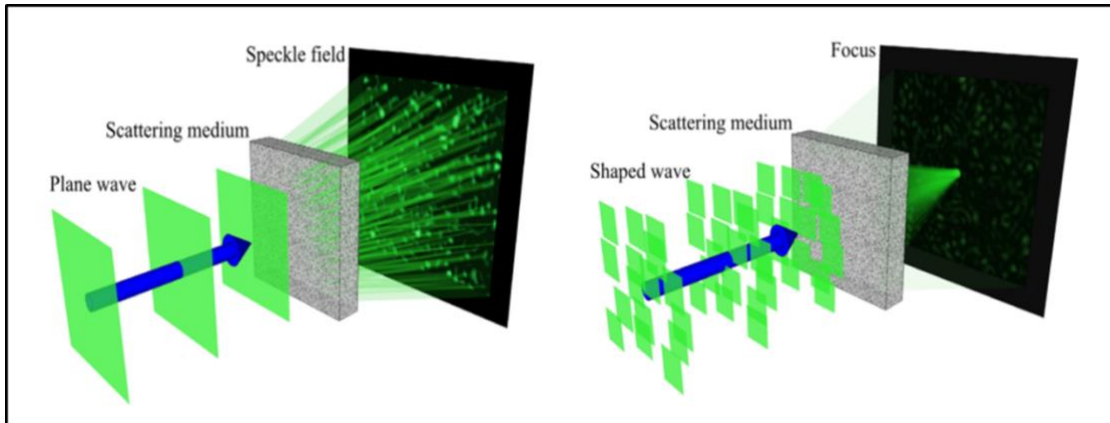 Speckle field
Scattering medium
Plane wave
Focus
Scattering medium
Shaped wave